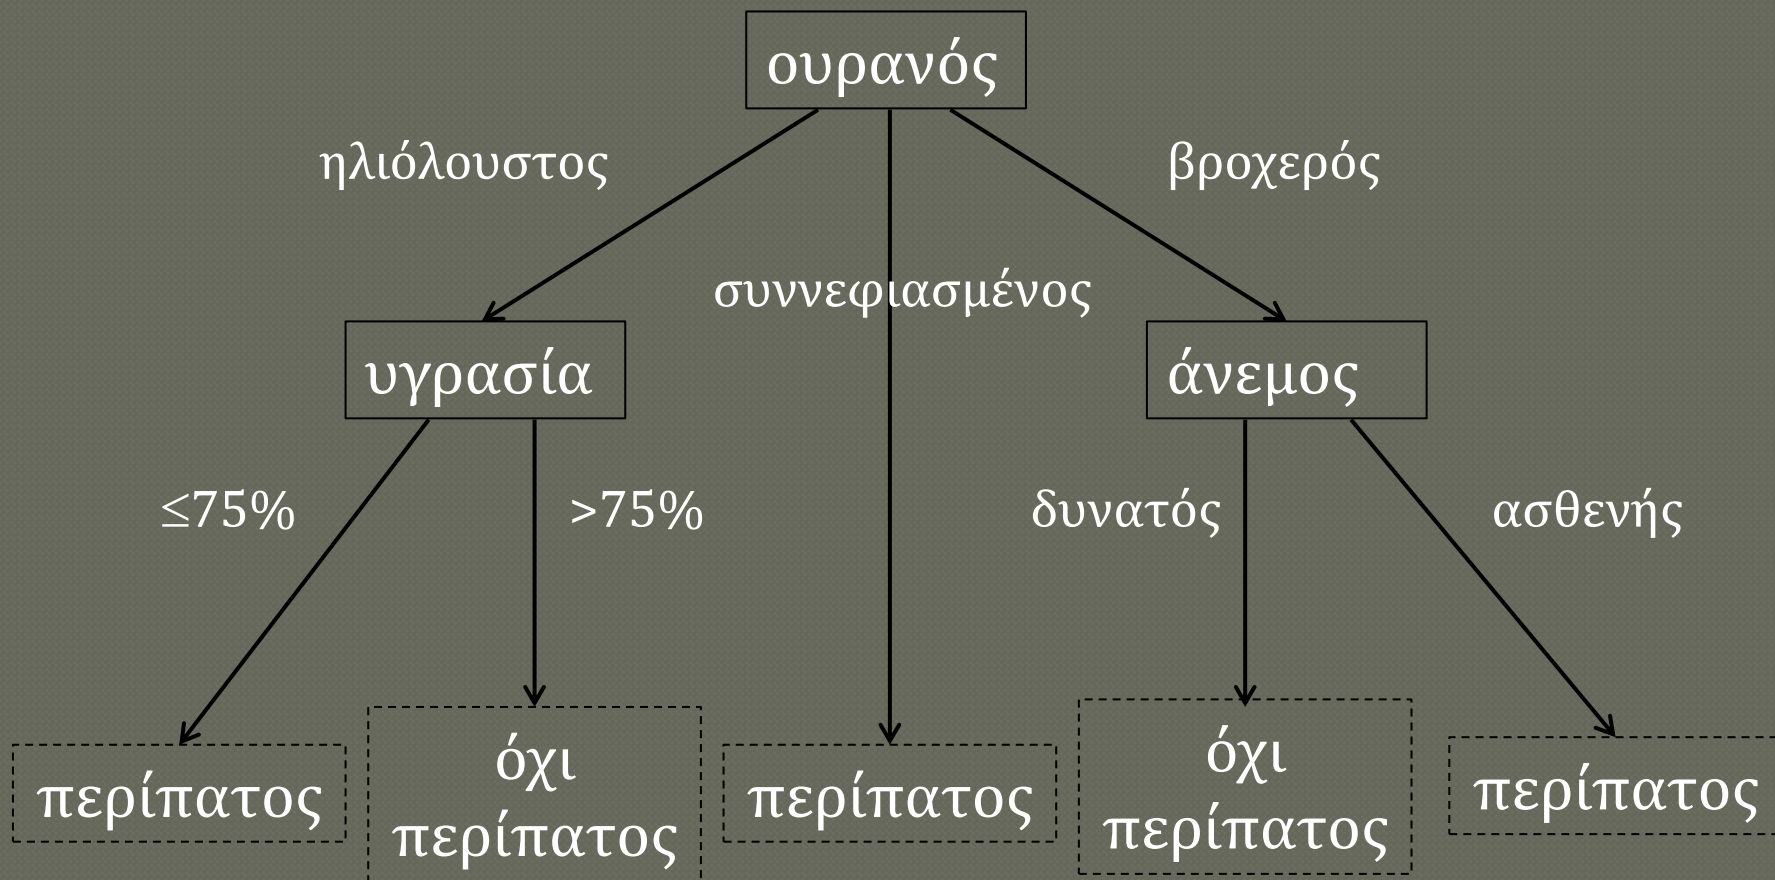 ουρανός
ηλιόλουστος
βροχερός
συννεφιασμένος
υγρασία
άνεμος
≤75%
>75%
δυνατός
ασθενής
περίπατος
όχι
περίπατος
περίπατος
όχι
περίπατος
περίπατος